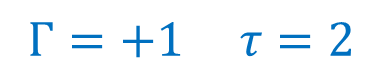 Γ = +1 τ = 2